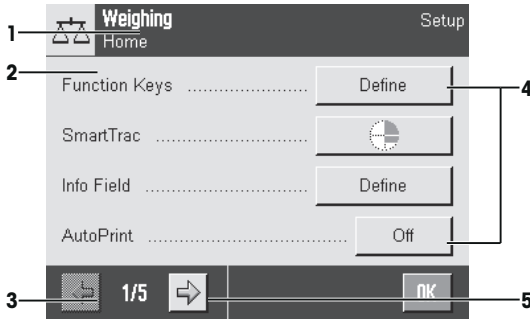 Weighing
Home
Setup
1
2
Function Keys ........................ Define
4
SmartTrac ..............................
Info Field .............................. Define
AutoPrint ...................................... Off
3
1/5
OK
5